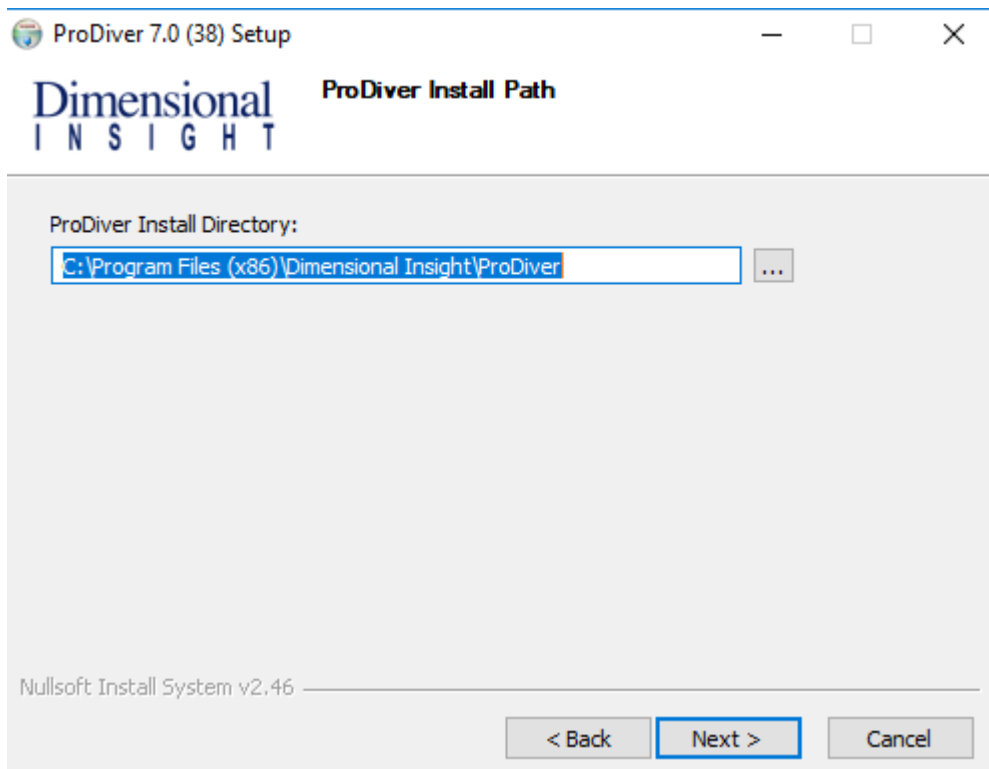 ProDiver 7.0 (38) Setup
Dimensional
INSIGHT
ProDiver Install Path
ProDiver Install Directory:
C:\Program Files (x86)\Dimensional Insight\ProDiver
...
Nullsoft Install System v2.46
< Back
Next >
Cancel